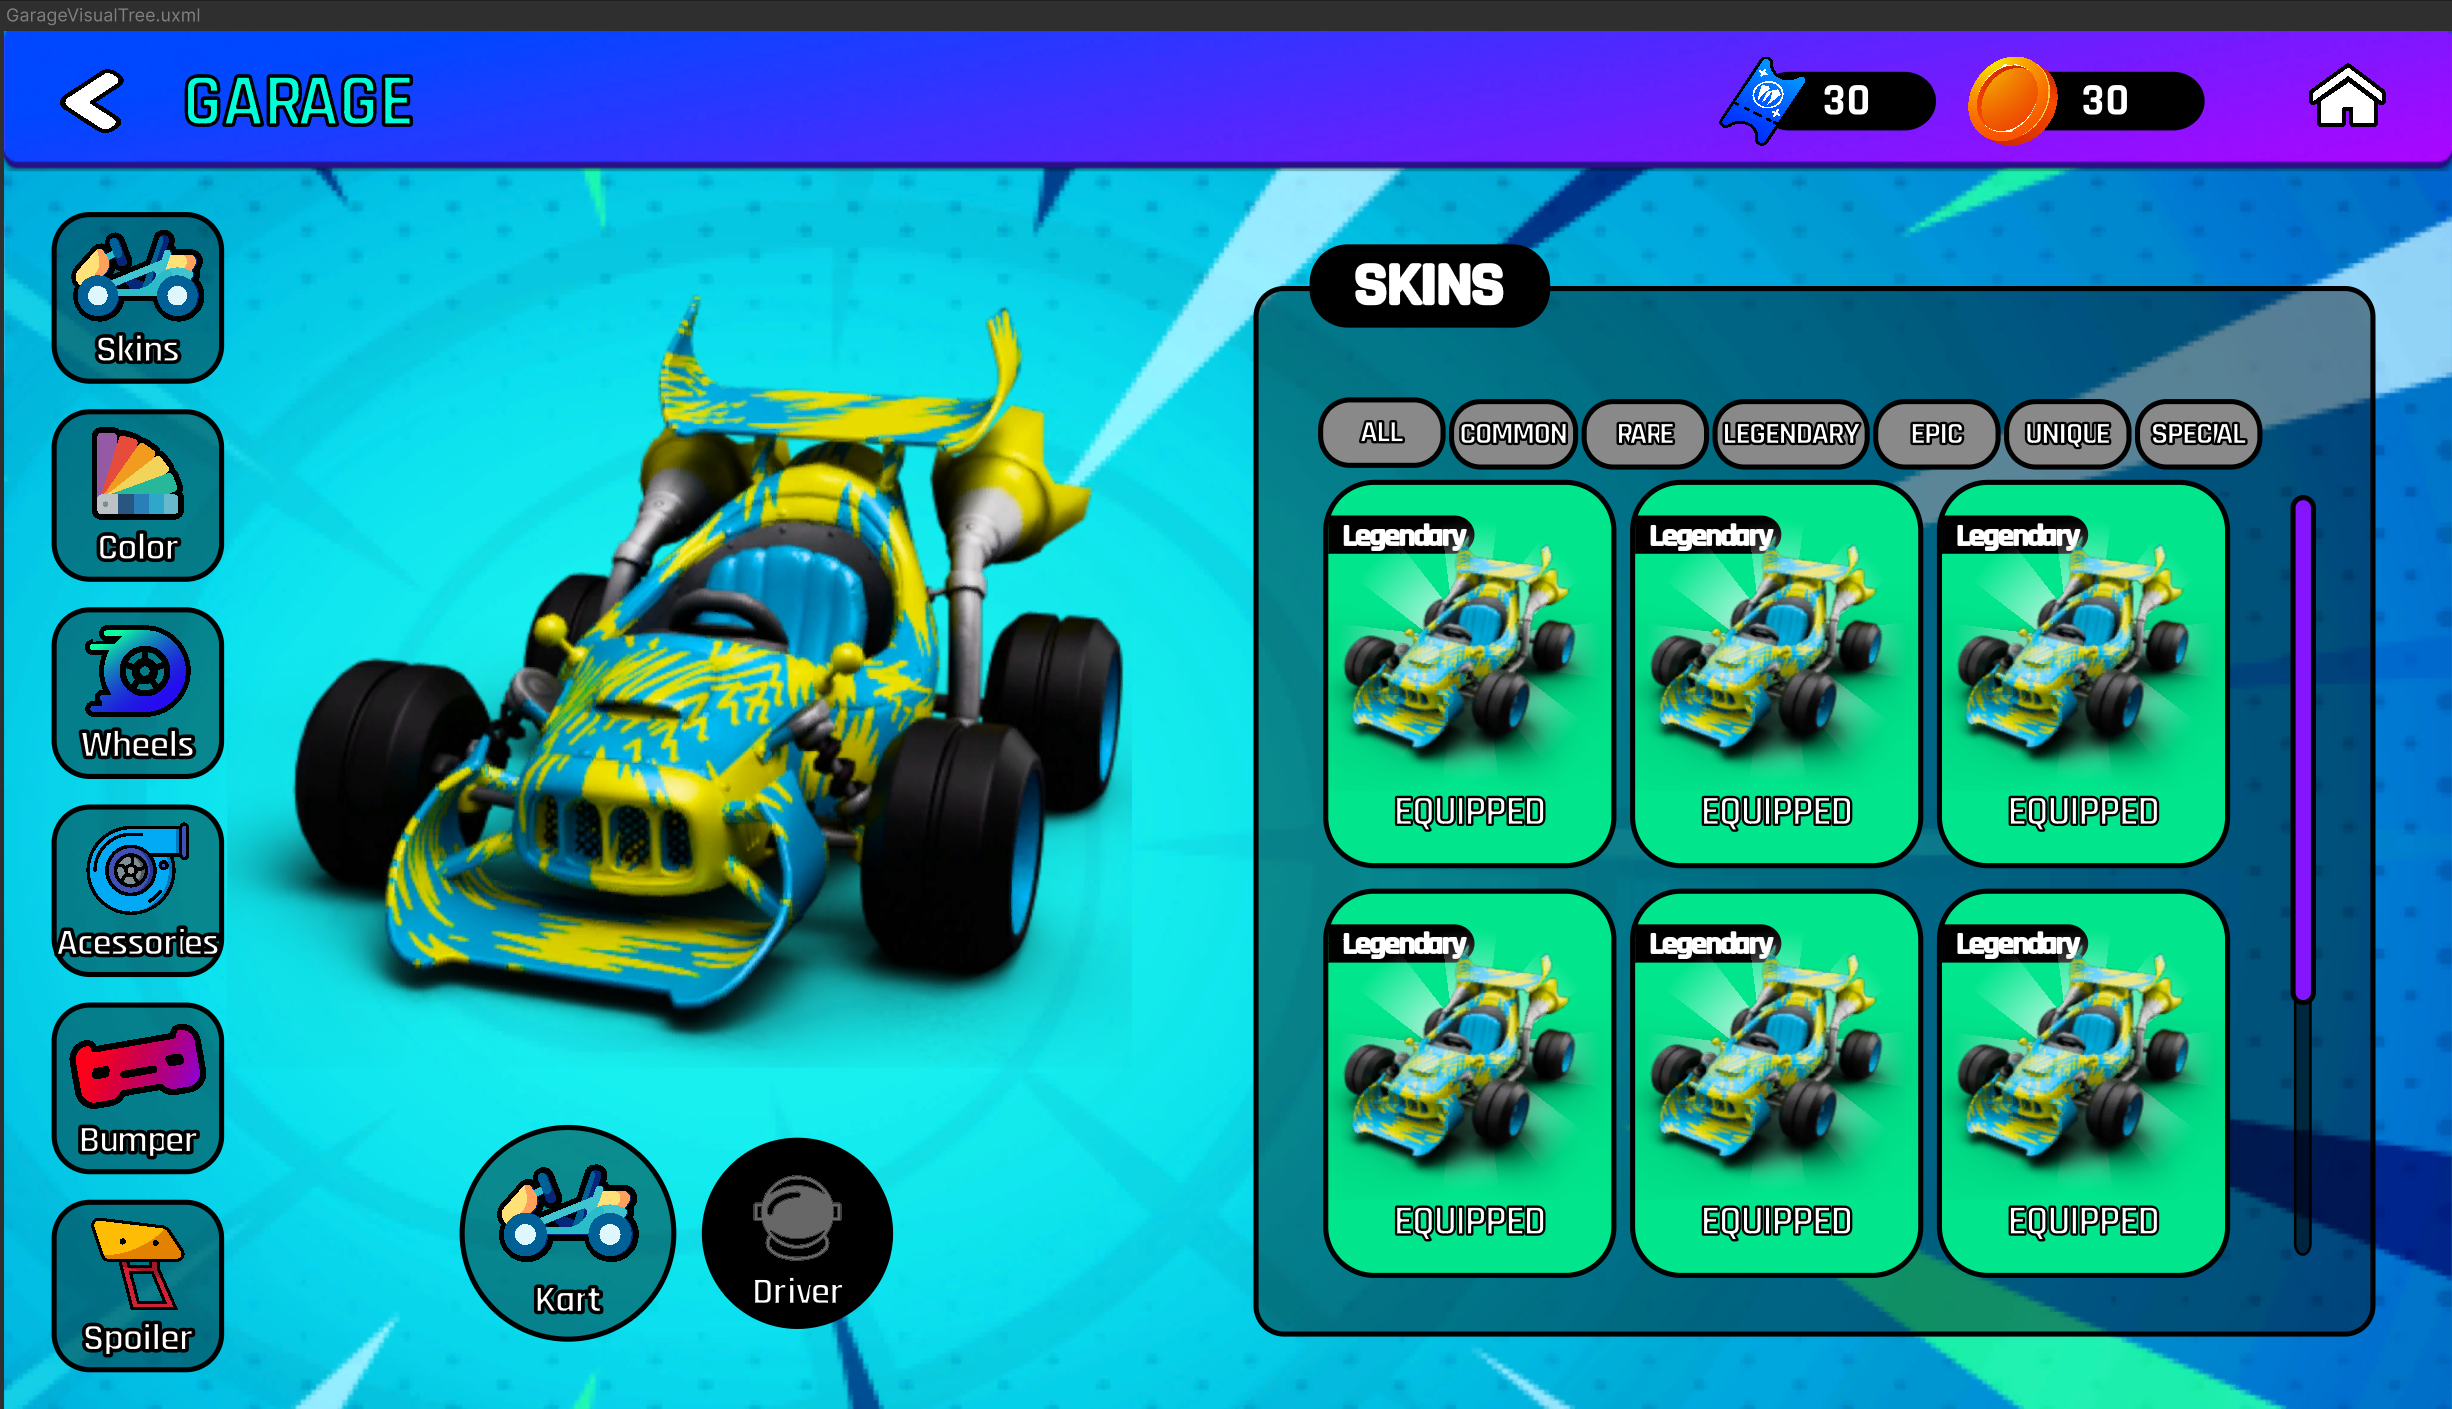 GarageVisualTree.uxml
GARAGE
30
30
Skins
Color
Wheels
Acessories
Bumper
Spoiler
Kart
Driver
SKINS
ALL COMMON RARE LEGENDARY EPIC UNIQUE SPECIAL
Legendary Legendary Legendary
EQUIPPED EQUIPPED EQUIPPED
Legendary Legendary Legendary
EQUIPPED EQUIPPED EQUIPPED